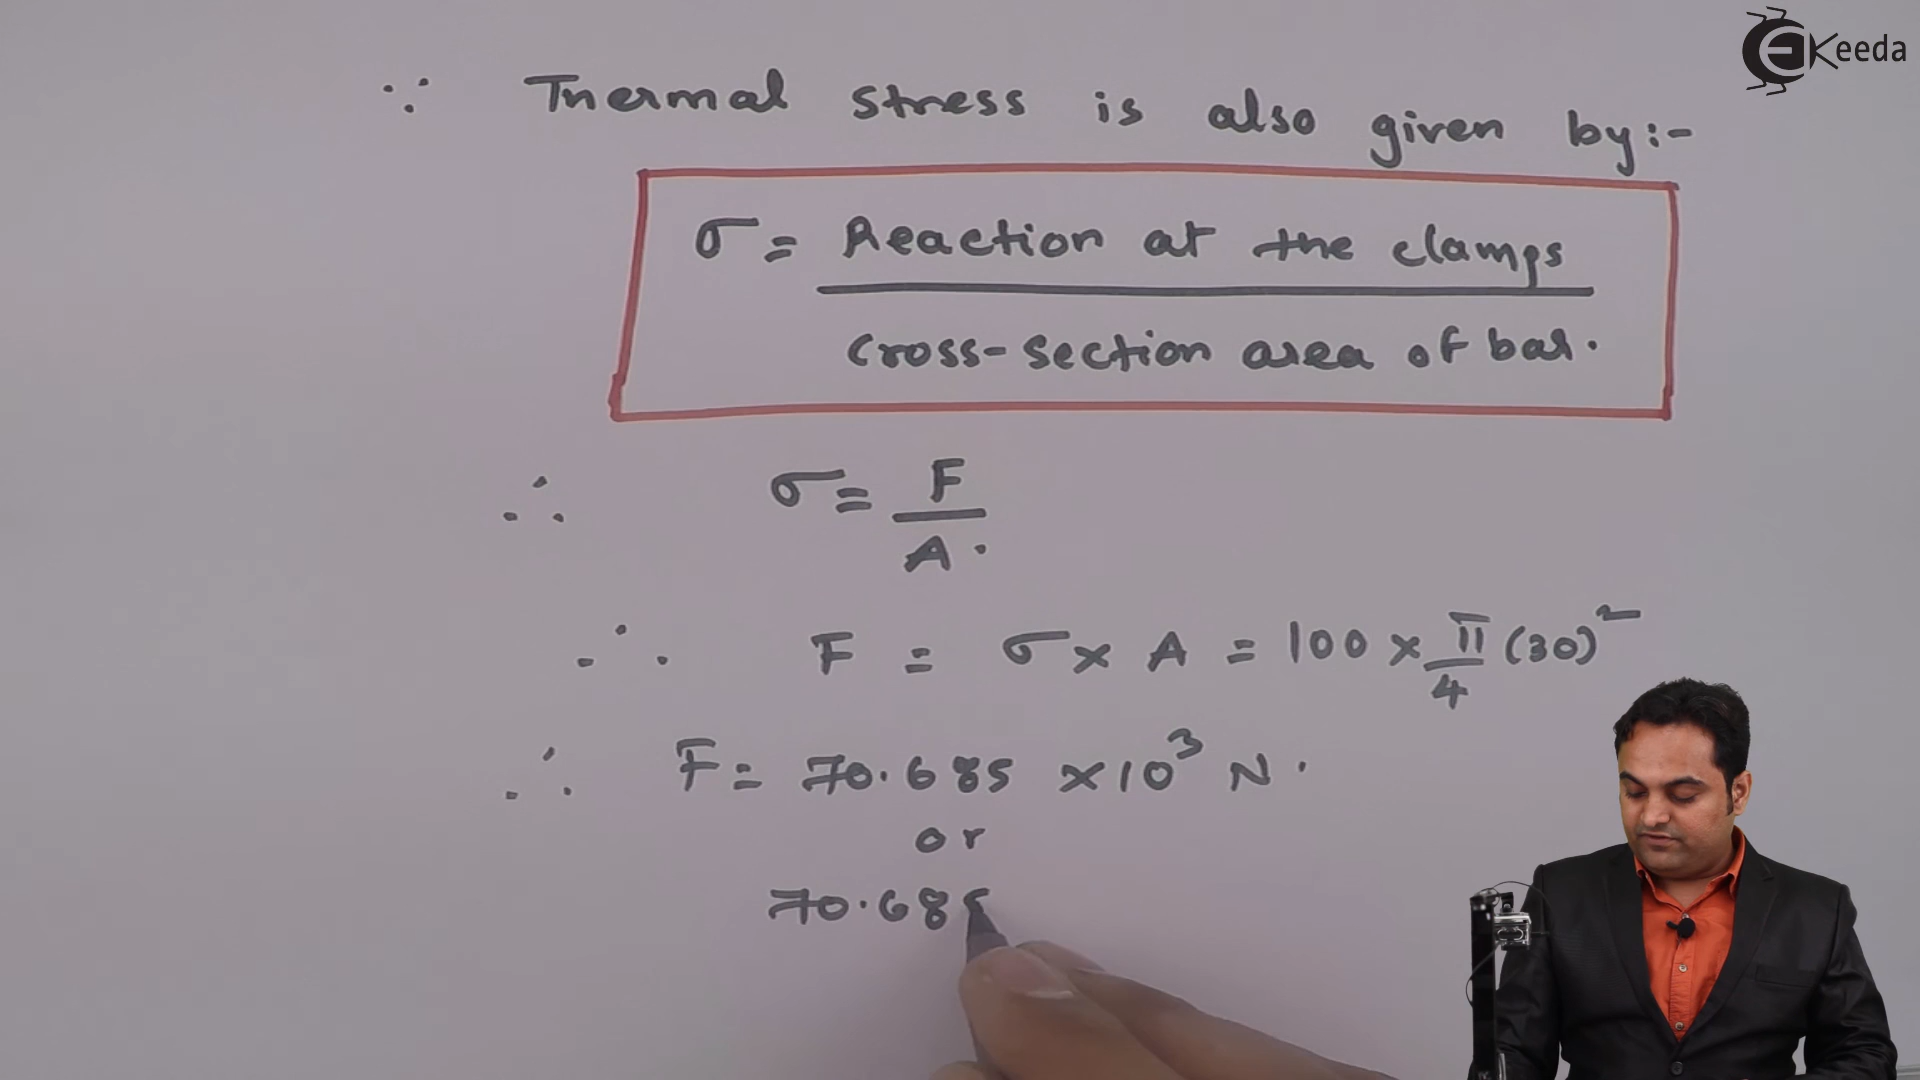 EKeeda
∵ Thermal stress is also given by:-
σ = Reaction at the clamps
cross-section area of bar.
∴ σ = F
A.
∴ F = σ × A = 100 × π/4 (30)²
∴ F = 70.685 ×10³ N.
or
70.685